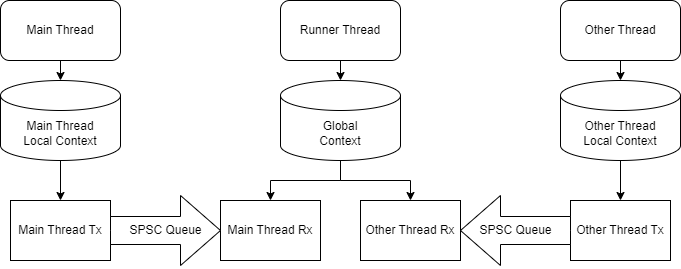 Main Thread
Runner Thread
Other Thread
Main Thread
Local Context
Global
Context
Other Thread
Local Context
Main Thread Tx
SPSC Queue
Main Thread Rx
Other Thread Rx
SPSC Queue
Other Thread Tx